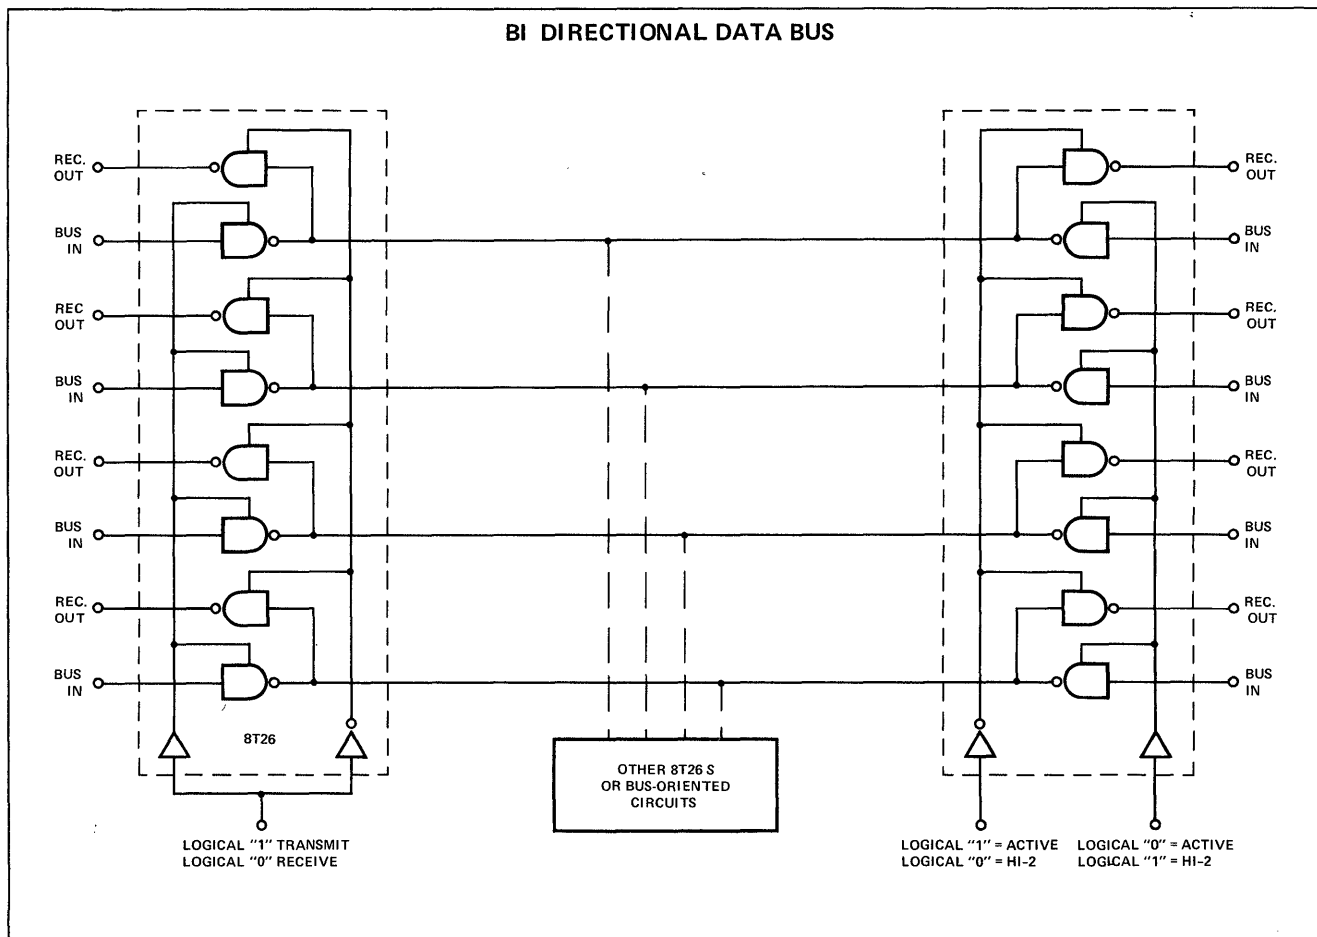 BI DIRECTIONAL DATA BUS
REC.
OUT
BUS
IN
REC
OUT
BUS
IN
REC.
OUT
BUS
IN
REC.
OUT
BUS
IN
REC.
OUT
BUS
IN
REC.
OUT
BUS
IN
REC.
OUT
BUS
IN
REC.
OUT
BUS
IN
8T26
OTHER 8T26 S
OR BUS-ORIENTED
CIRCUITS
LOGICAL "1" TRANSMIT
LOGICAL "0" RECEIVE
LOGICAL "1" = ACTIVE
LOGICAL "0" = HI-2
LOGICAL "0" = ACTIVE
LOGICAL "1" = HI-2